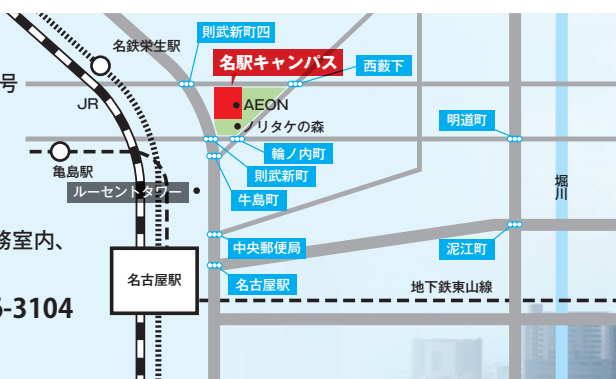 則武新町四
名鉄栄生駅
名駅キャンパス
西藪下
号
JR
AEON
ノリタケの森
明道町
輪ノ内町
亀島駅
則武新町
堀川
ルーセントタワー
牛島町
務室内、
中央郵便局
泥江町
名古屋駅
名古屋駅
地下鉄東山線
-3104